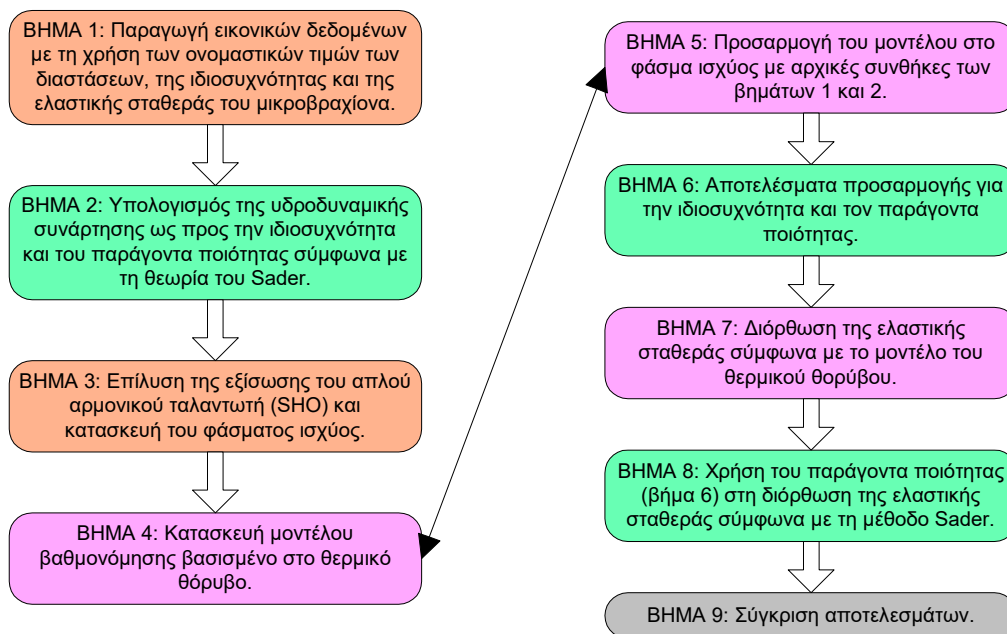 ΒΗΜΑ 1: Παραγωγή εικονικών δεδομένων
με τη χρήση των ονομαστικών τιμών των
διαστάσεων, της ιδιοσυχνότητας και της
ελαστικής σταθεράς του μικροβραχίονα.
ΒΗΜΑ 2: Υπολογισμός της υδροδυναμικής
συνάρτησης ως προς την ιδιοσυχνότητα
και του παράγοντα ποιότητας σύμφωνα με
τη θεωρία του Sader.
ΒΗΜΑ 3: Επίλυση της εξίσωσης του απλού
αρμονικού ταλαντωτή (SHO) και
κατασκευή του φάσματος ισχύος.
ΒΗΜΑ 4: Κατασκευή μοντέλου
βαθμονόμησης βασισμένο στο θερμικό
θόρυβο.
ΒΗΜΑ 5: Προσαρμογή του μοντέλου στο
φάσμα ισχύος με αρχικές συνθήκες των
βημάτων 1 και 2.
ΒΗΜΑ 6: Αποτελέσματα προσαρμογής για
την ιδιοσυχνότητα και τον παράγοντα
ποιότητας.
ΒΗΜΑ 7: Διόρθωση της ελαστικής
σταθεράς σύμφωνα με το μοντέλο του
θερμικού θορύβου.
ΒΗΜΑ 8: Χρήση του παράγοντα ποιότητας
(βήμα 6) στη διόρθωση της ελαστικής
σταθεράς σύμφωνα με τη μέθοδο Sader.
ΒΗΜΑ 9: Σύγκριση αποτελεσμάτων.